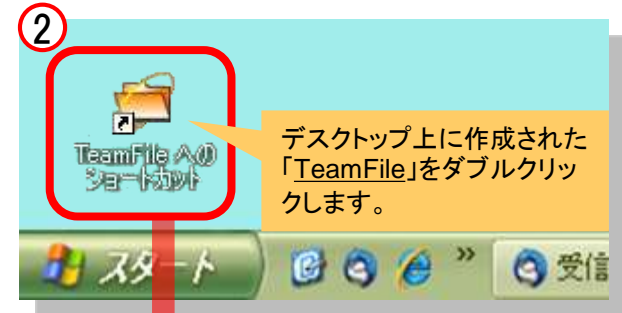 ②
TeamFile への
ショートカット
デスクトップ上に作成された
「TeamFile」をダブルクリッ
クします。
スタート
»
受信